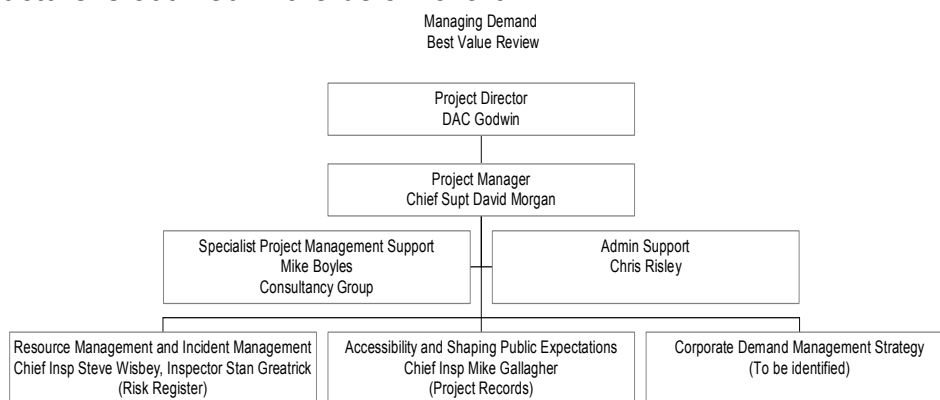 Managing Demand
Best Value Review
Project Director
DAC Godwin
Project Manager
Chief Supt David Morgan
Specialist Project Management Support
Mike Boyles
Consultancy Group
Admin Support
Chris Risley
Resource Management and Incident Management
Chief Insp Steve Wisbey, Inspector Stan Greatrick
(Risk Register)
Accessibility and Shaping Public Expectations
Chief Insp Mike Gallagher
(Project Records)
Corporate Demand Management Strategy
(To be identified)